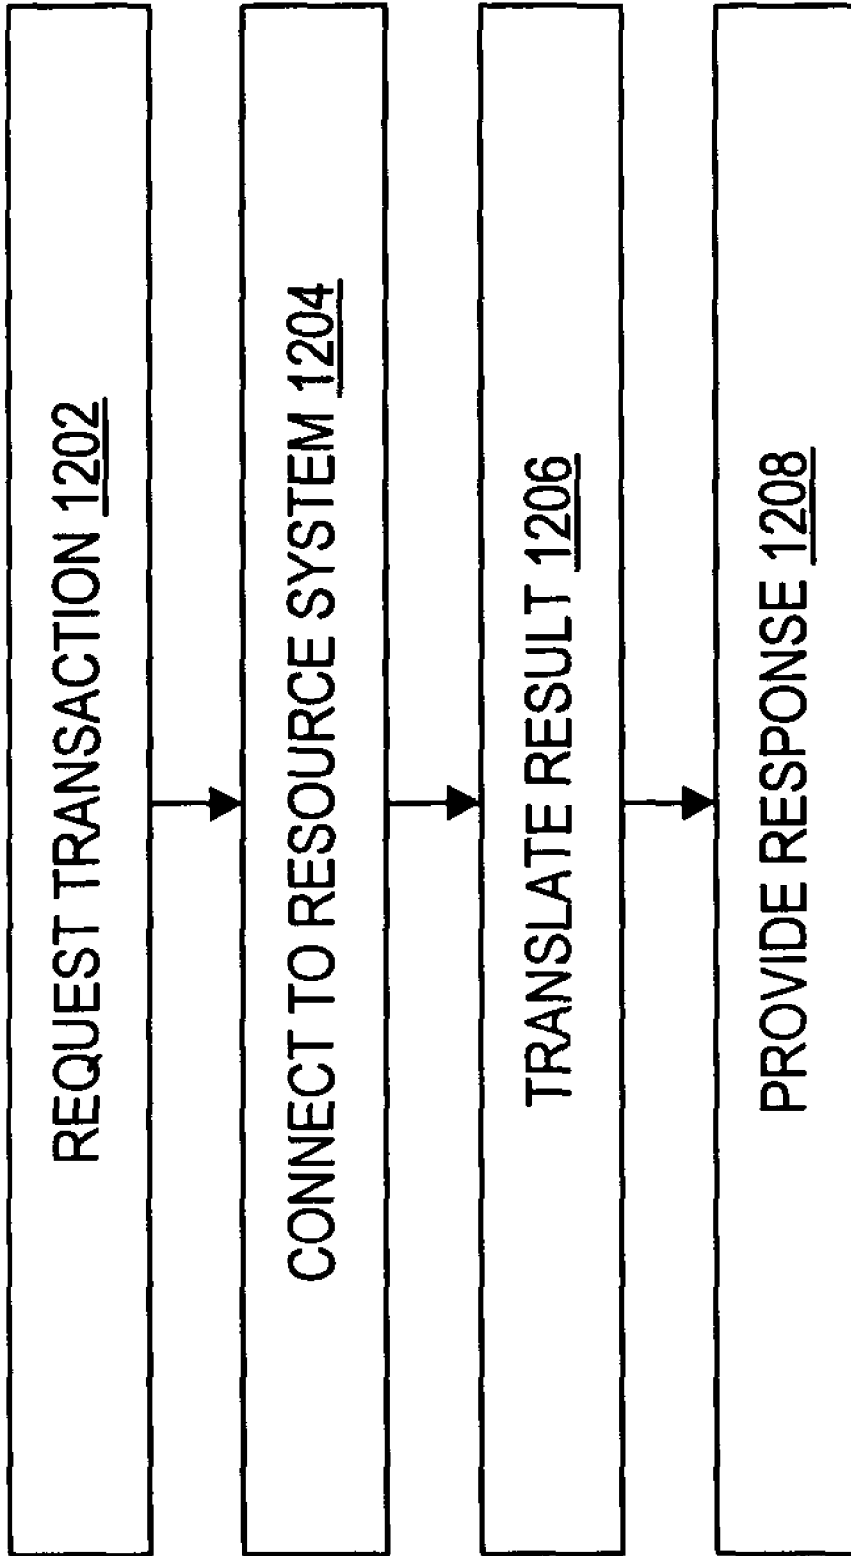 REQUEST TRANSACTION 1202
CONNECT TO RESOURCE SYSTEM 1204
TRANSLATE RESULT 1206
PROVIDE RESPONSE 1208